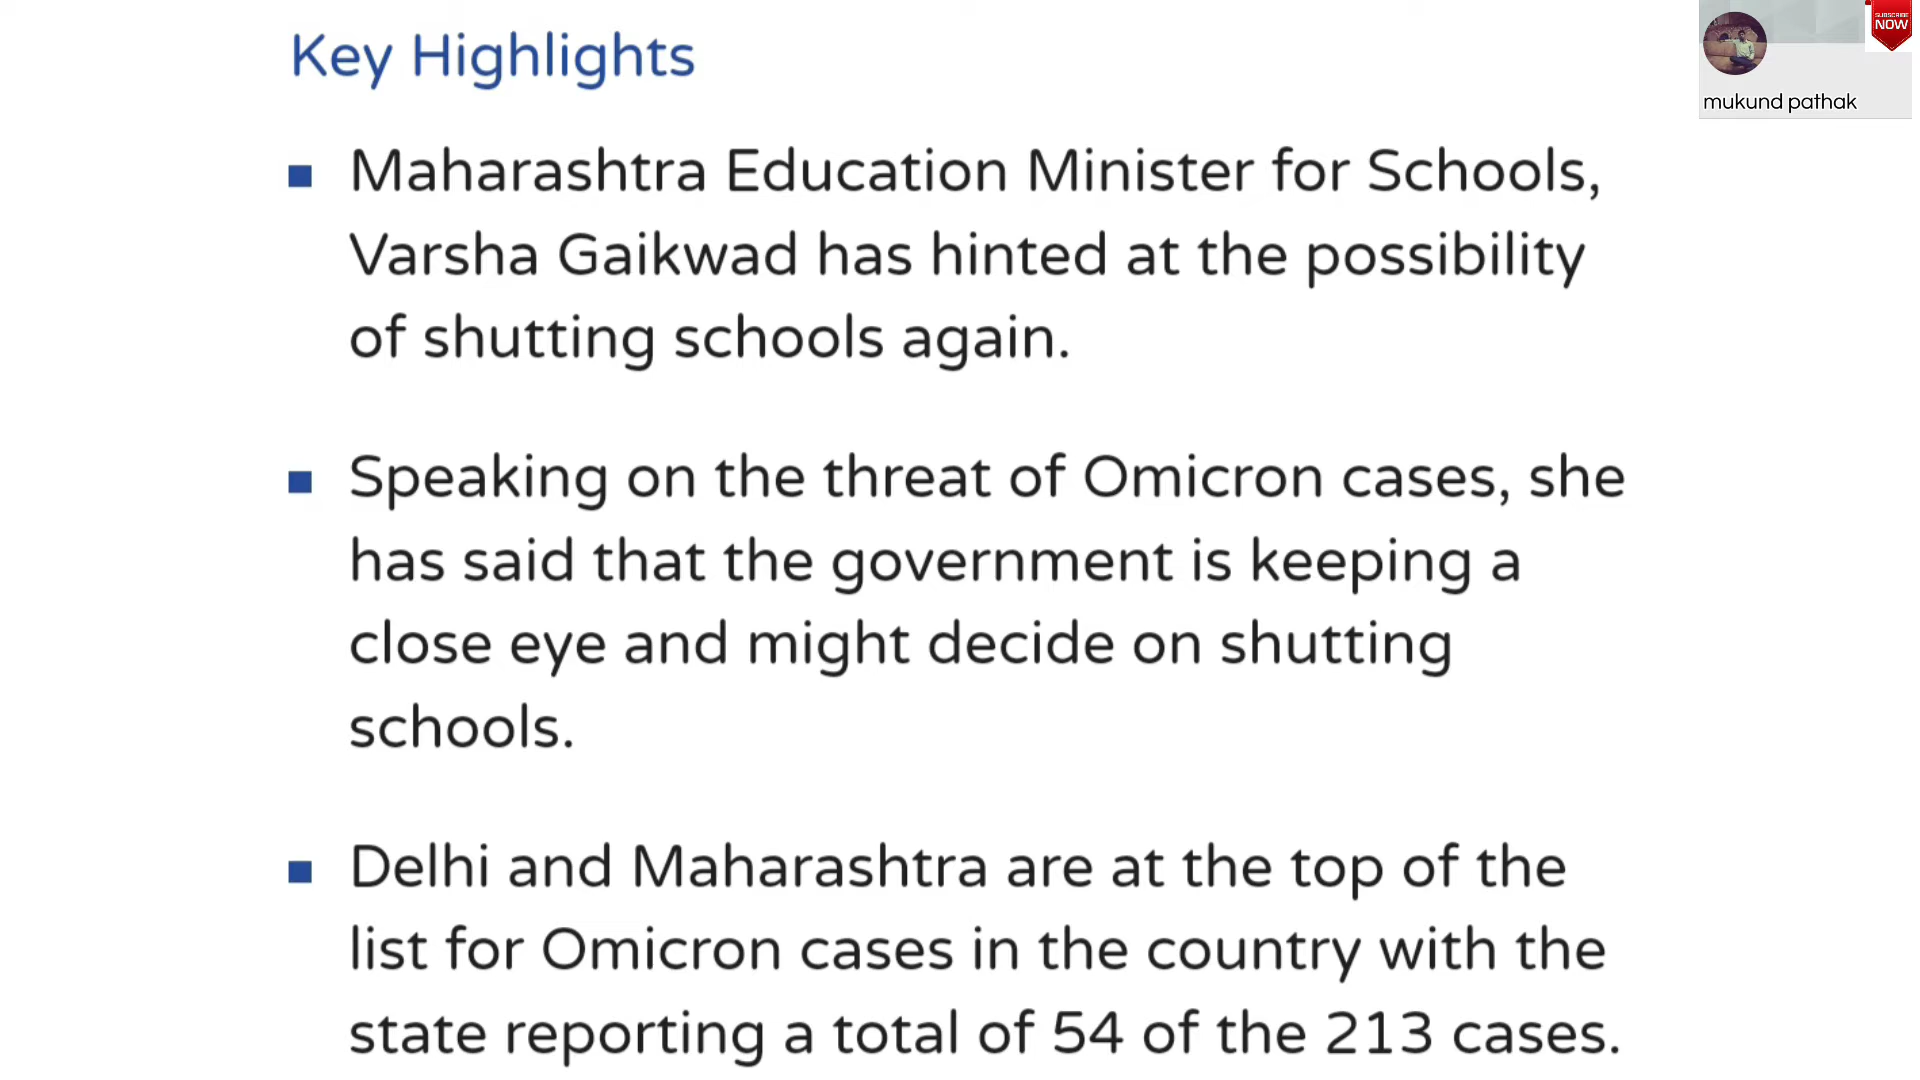 Key Highlights
SUBSCRIBE
NOW
mukund pathak
■ Maharashtra Education Minister for Schools,
Varsha Gaikwad has hinted at the possibility
of shutting schools again.
■ Speaking on the threat of Omicron cases, she
has said that the government is keeping a
close eye and might decide on shutting
schools.
■ Delhi and Maharashtra are at the top of the
list for Omicron cases in the country with the
state reporting a total of 54 of the 213 cases.